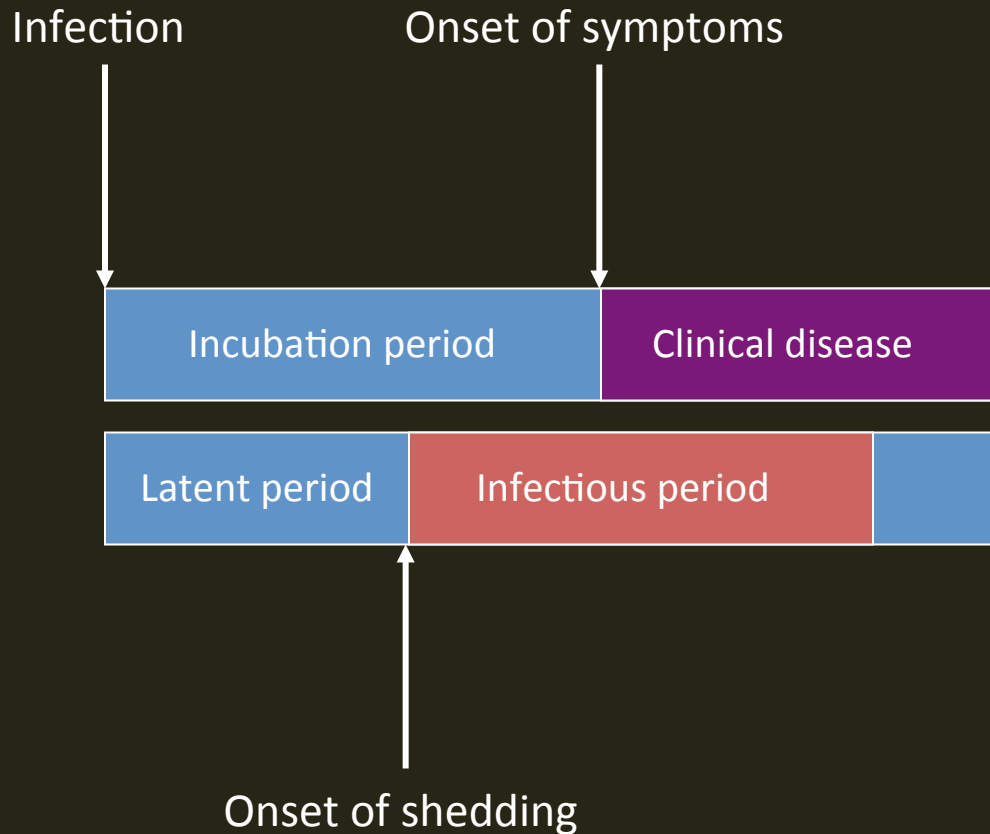 Infection
Onset of symptoms
Incubation period
Clinical disease
Latent period
Infectious period
Onset of shedding